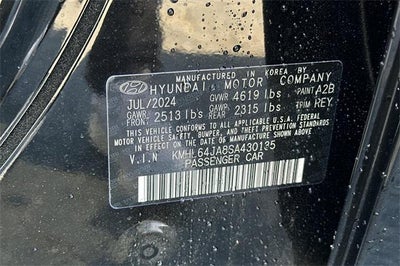 MANUFACTURED IN KOREA BY
HYUNDAI MOTOR COMPANY
JUL/2024 GVWR 4619 lbs PAINT A2B
GAWR FRONT 2513 lbs GAWR REAR 2315 lbs TRIM REY
THIS VEHICLE CONFORMS TO ALL APPLICABLE U.S.A. FEDERAL
MOTOR VEHICLE SAFETY, BUMPER, AND THEFT PREVENTION STANDARDS
IN EFFECT ON THE DATE OF MANUFACTURE SHOWN ABOVE.
V.I.N KMHL64JA8SA430135
PASSENGER CAR